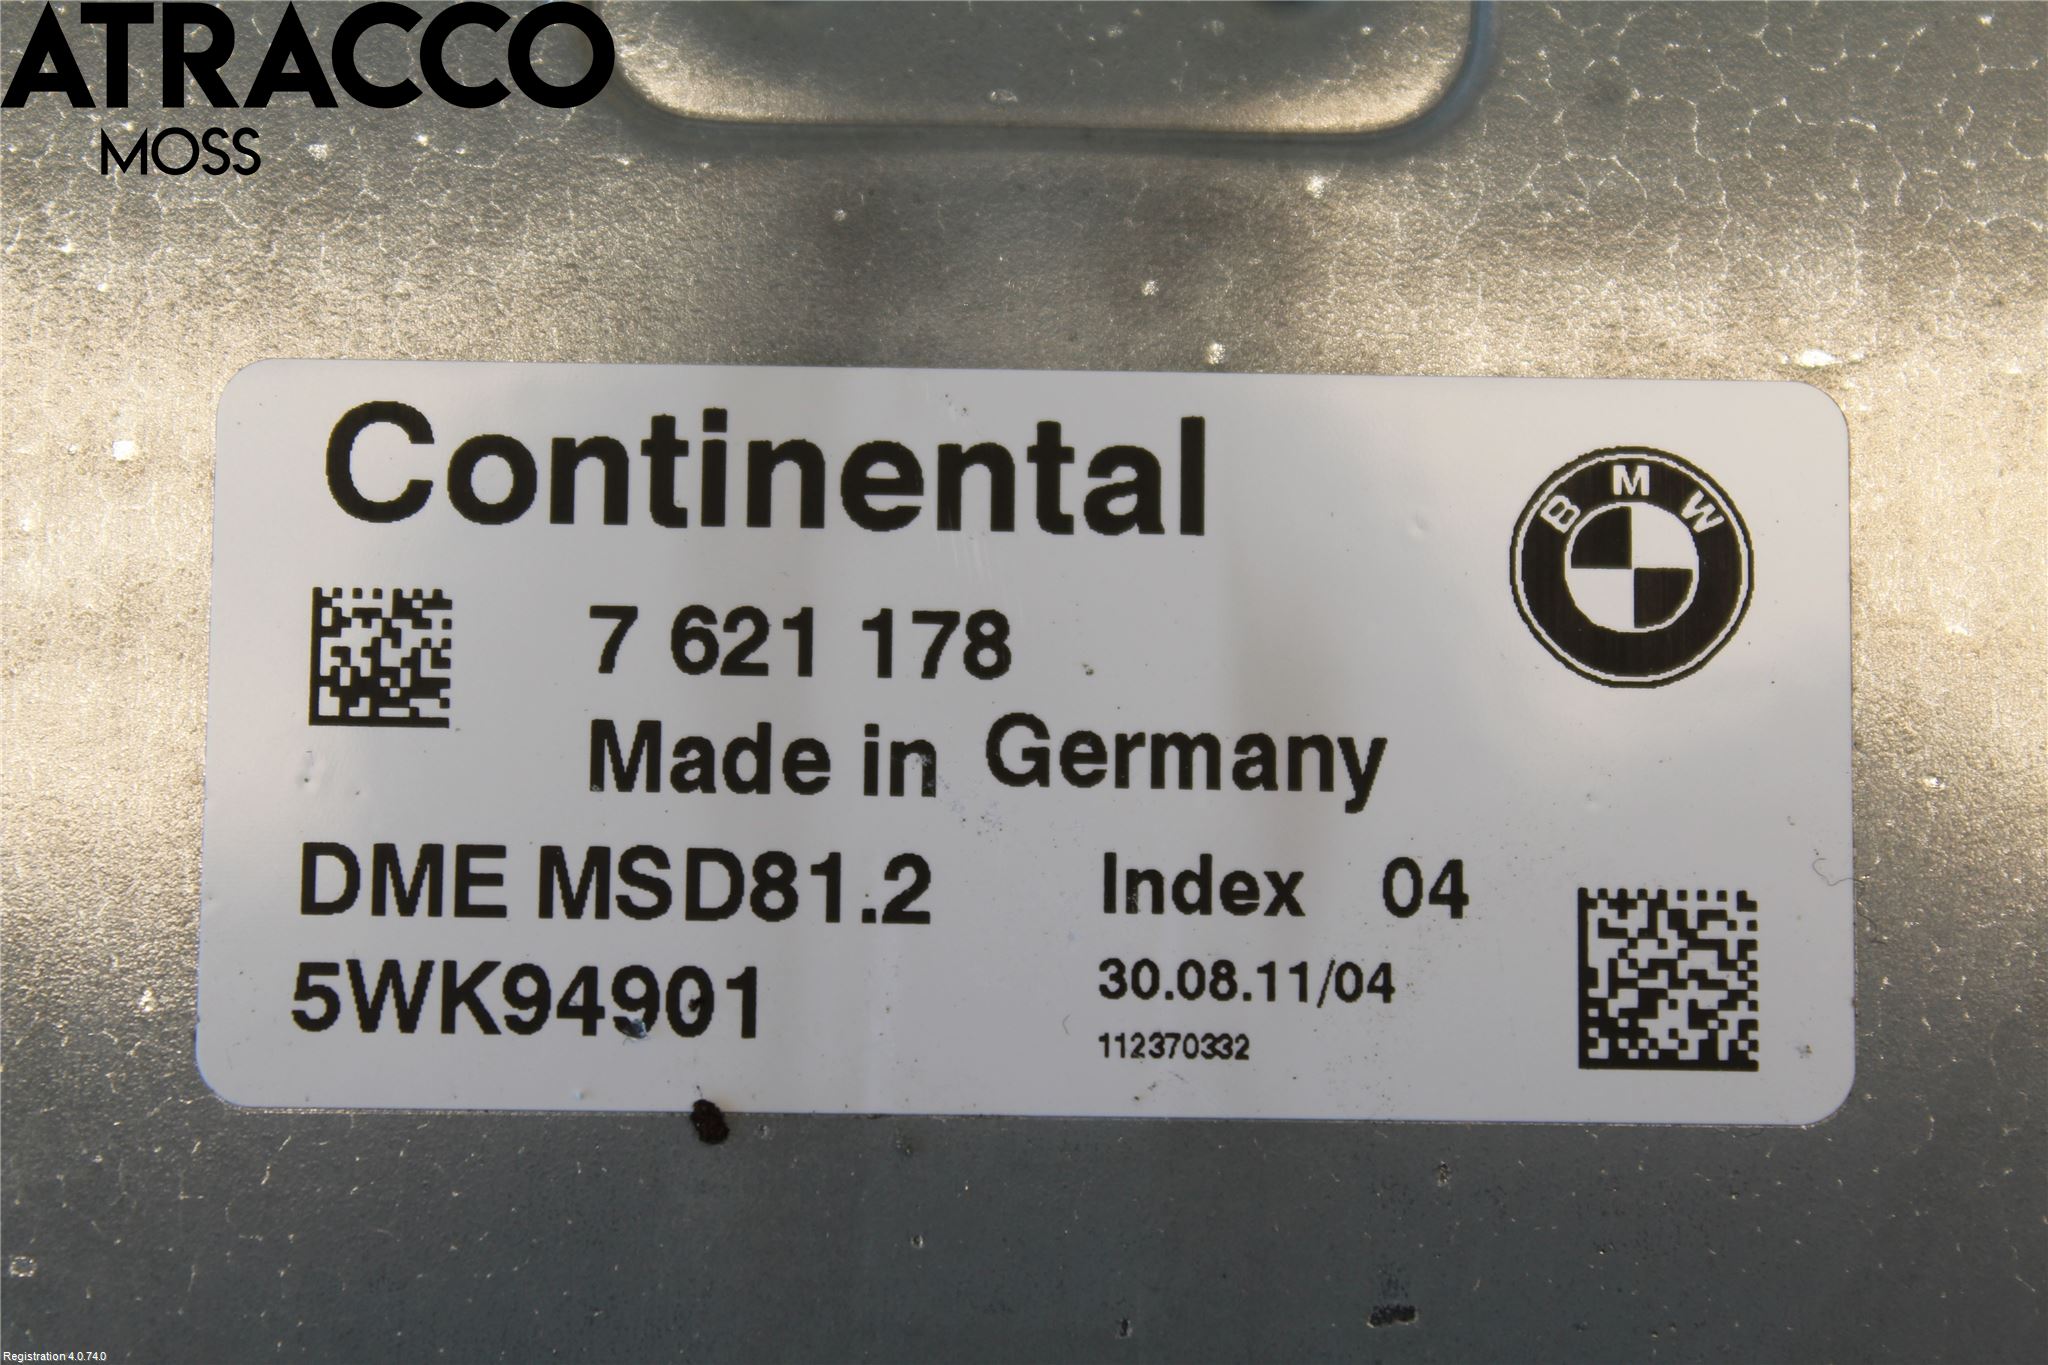 ATRACCO
MOSS
Continental
BMW
7 621 178
Made in Germany
DME MSD81.2 Index 04
5WK94901 30.08.11/04
112370332
Registration 4.0.74.0